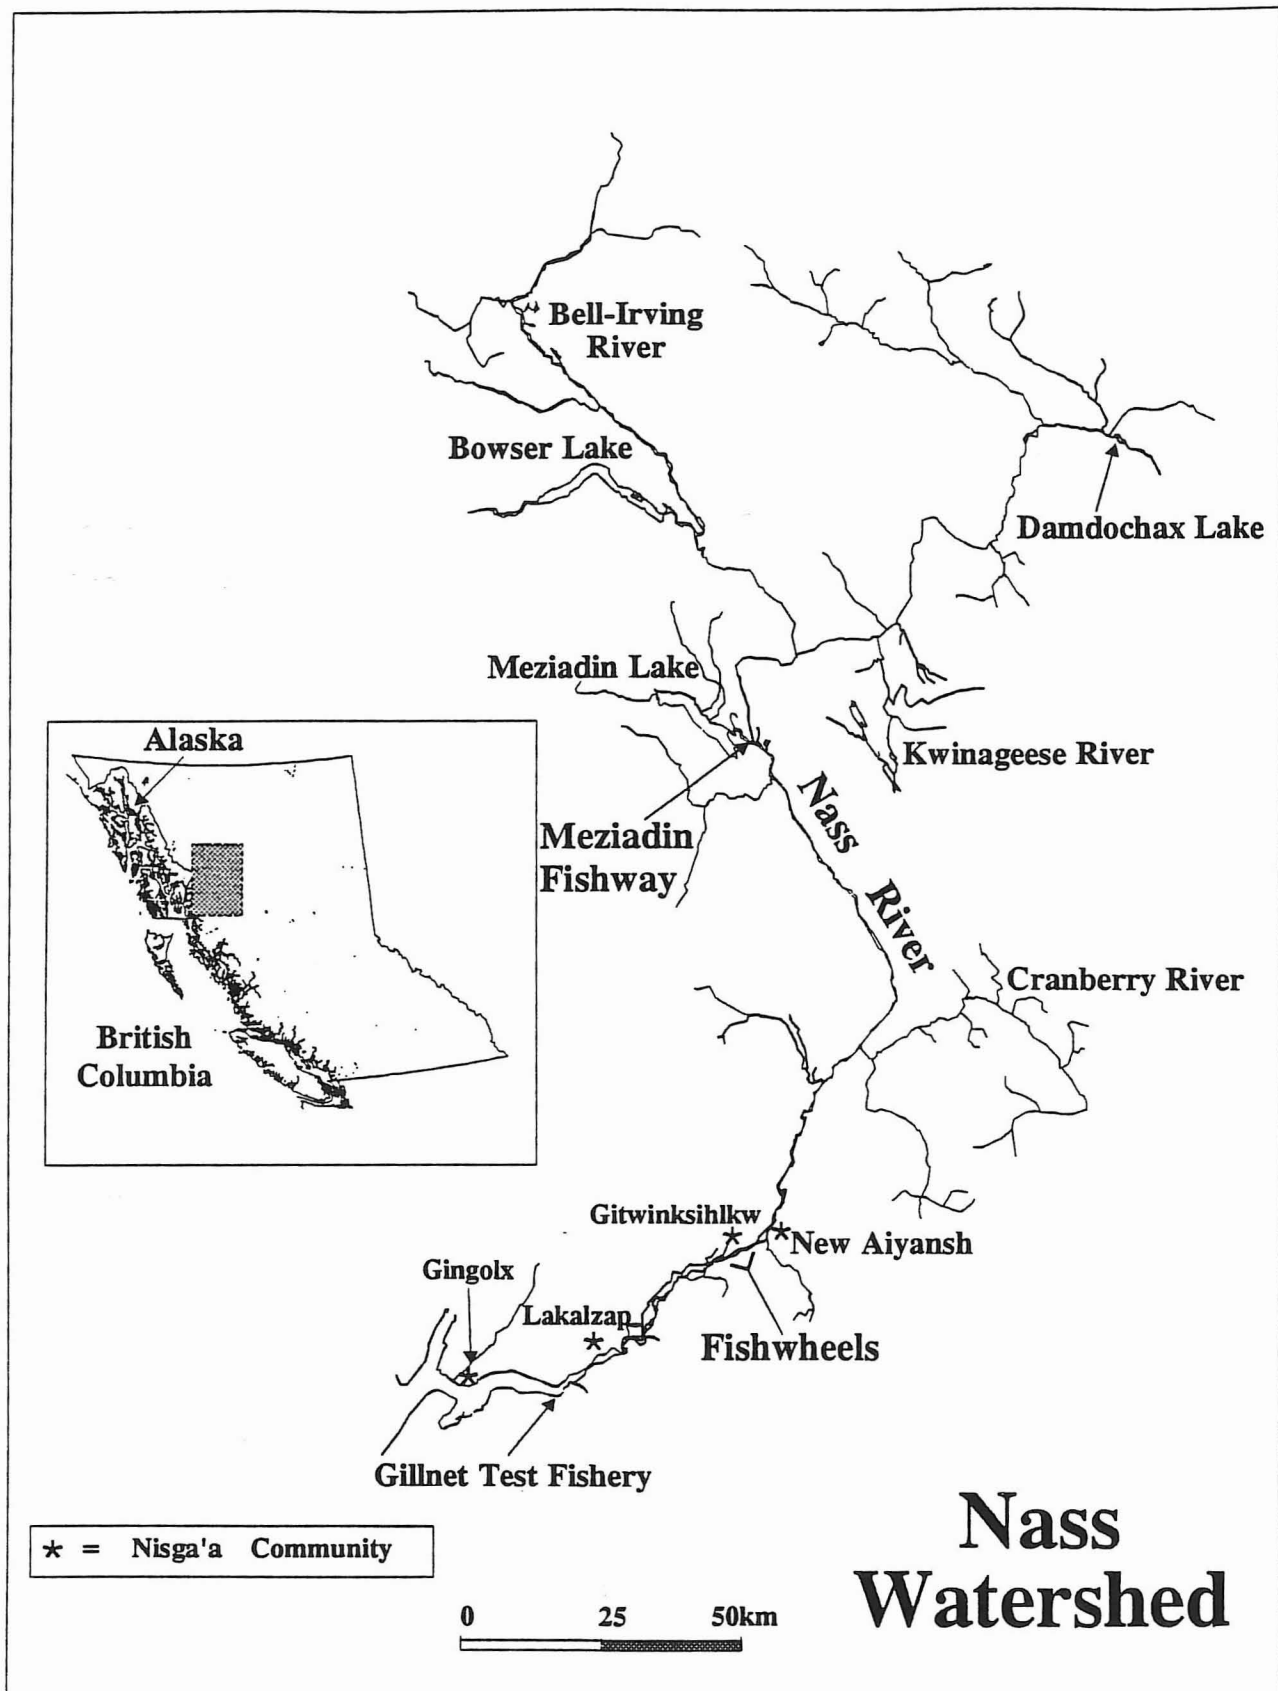 Bell-Irving
River
Bowser Lake
Damdochax Lake
Meziadin Lake
Kwinageese River
Alaska
Meziadin
Fishway
Nass
River
Cranberry River
British
Columbia
Gitwinksihlkw
New Aiyansh
Gingolx
Lakalzap
Fishwheels
Gillnet Test Fishery
* = Nisga'a Community
Nass
Watershed
0 25 50km